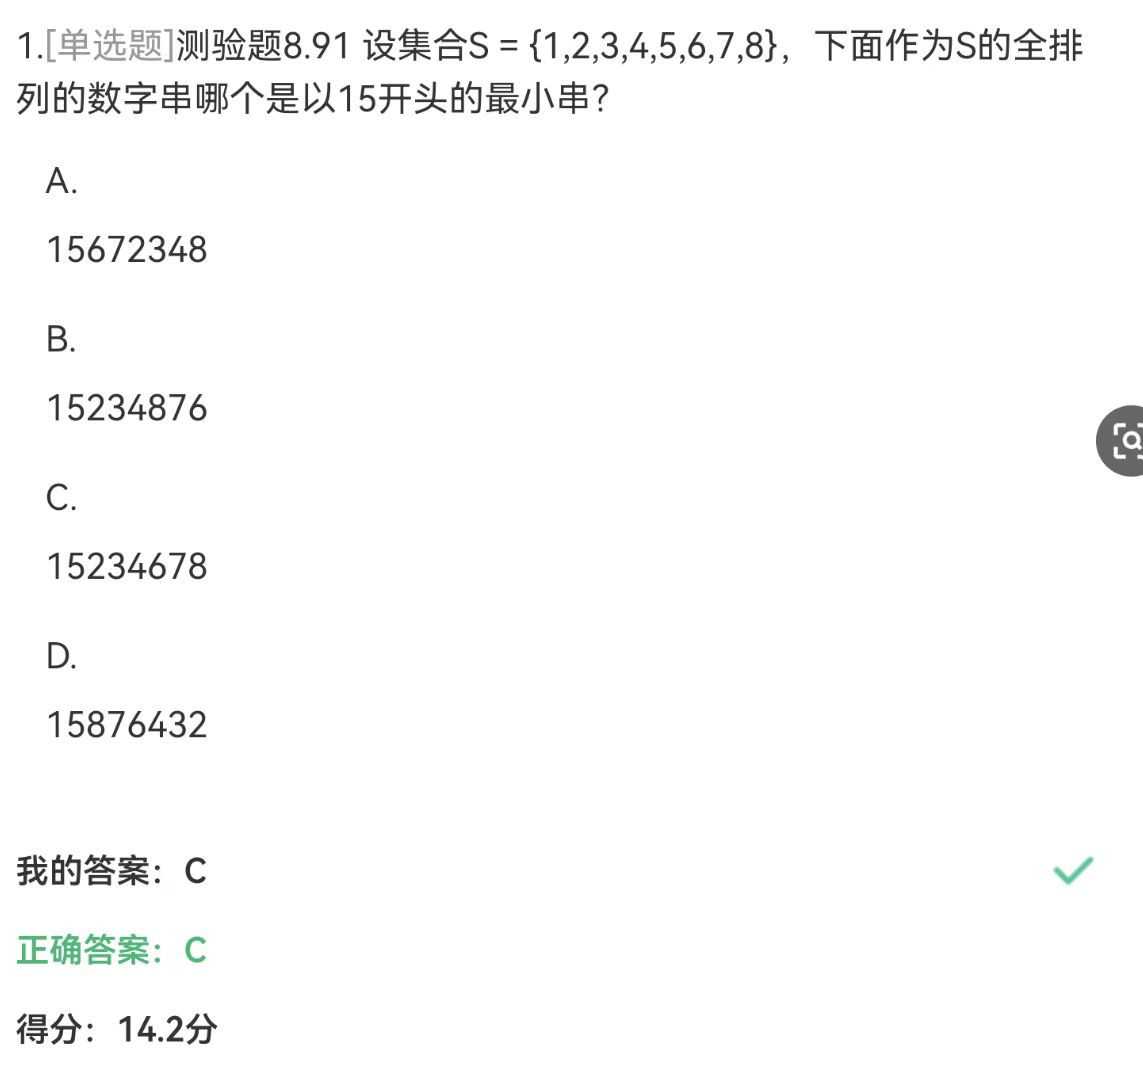 1.[单选题]测验题8.91 设集合S = {1,2,3,4,5,6,7,8}，下面作为S的全排
列的数字串哪个是以15开头的最小串？
A.
15672348
B.
15234876
C.
15234678
D.
15876432
我的答案：C
正确答案：C
得分：14.2分